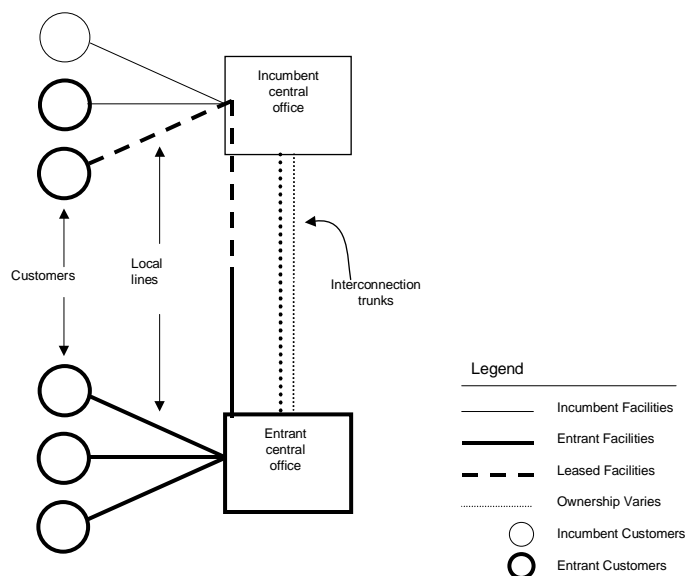 Incumbent
central
office
Customers
Local
lines
Interconnection
trunks
Entrant
central
office
Legend
Incumbent Facilities
Entrant Facilities
Leased Facilities
Ownership Varies
Incumbent Customers
Entrant Customers